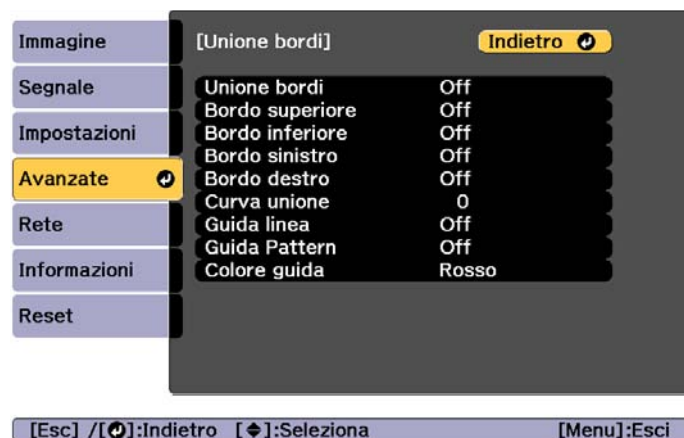 Immagine
Segnale
Impostazioni
Avanzate
Rete
Informazioni
Reset
[Unione bordi]
Indietro
Unione bordi Off
Bordo superiore Off
Bordo inferiore Off
Bordo sinistro Off
Bordo destro Off
Curva unione 0
Guida linea Off
Guida Pattern Off
Colore guida Rosso
[Esc] /[⏎]:Indietro [◆]:Seleziona [Menu]:Esci